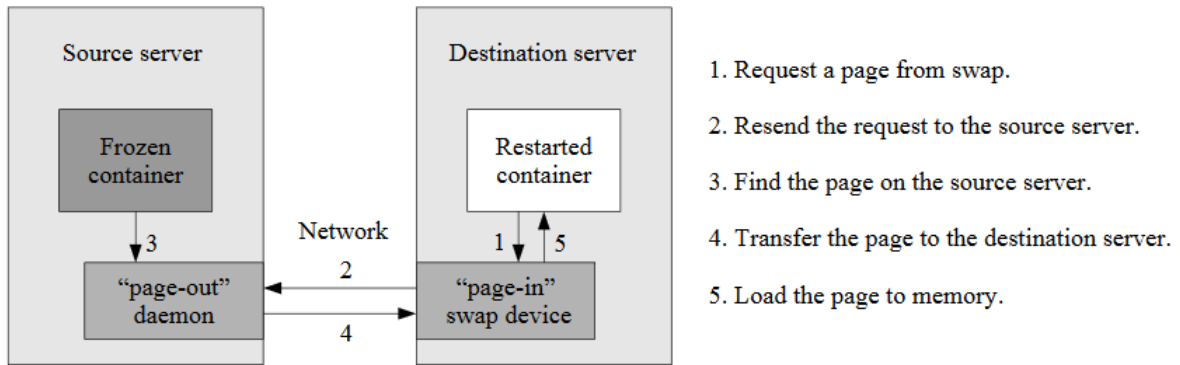 Source server
Frozen
container
3
“page-out”
daemon
Network
2
4
Destination server
Restarted
container
1
5
“page-in”
swap device
1. Request a page from swap.
2. Resend the request to the source server.
3. Find the page on the source server.
4. Transfer the page to the destination server.
5. Load the page to memory.